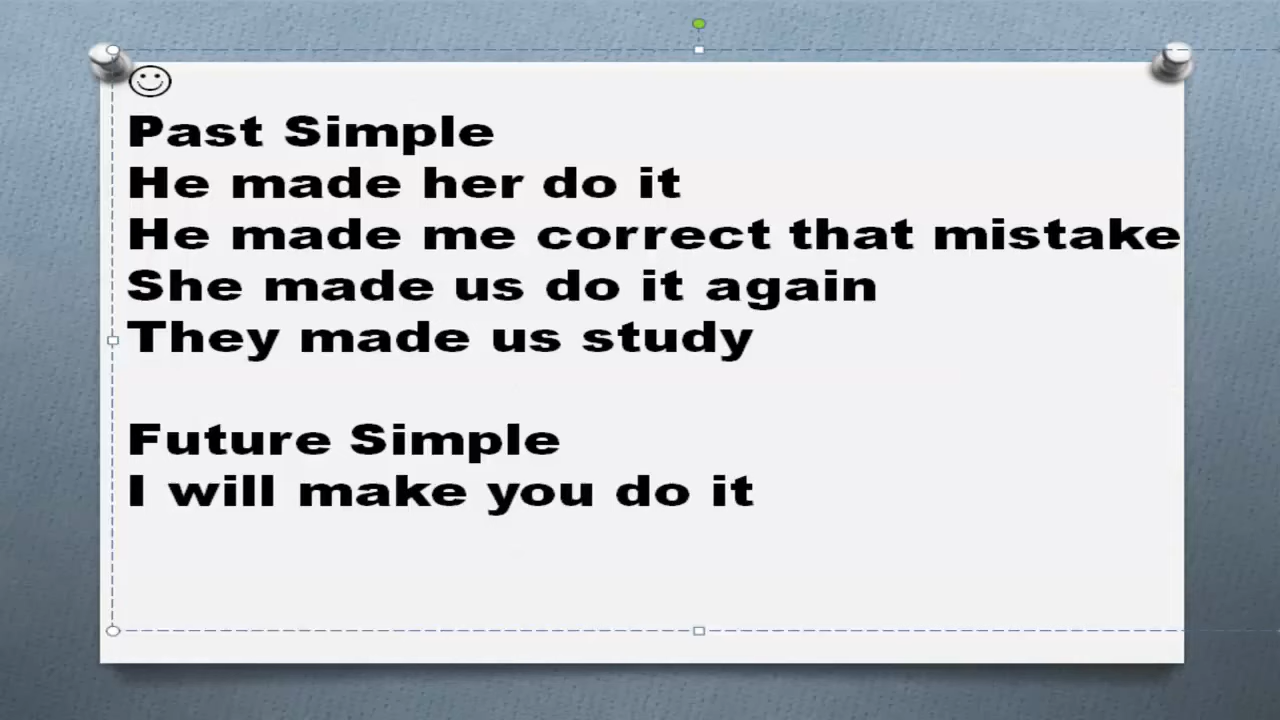 Past Simple
He made her do it
He made me correct that mistake
She made us do it again
They made us study
Future Simple
I will make you do it